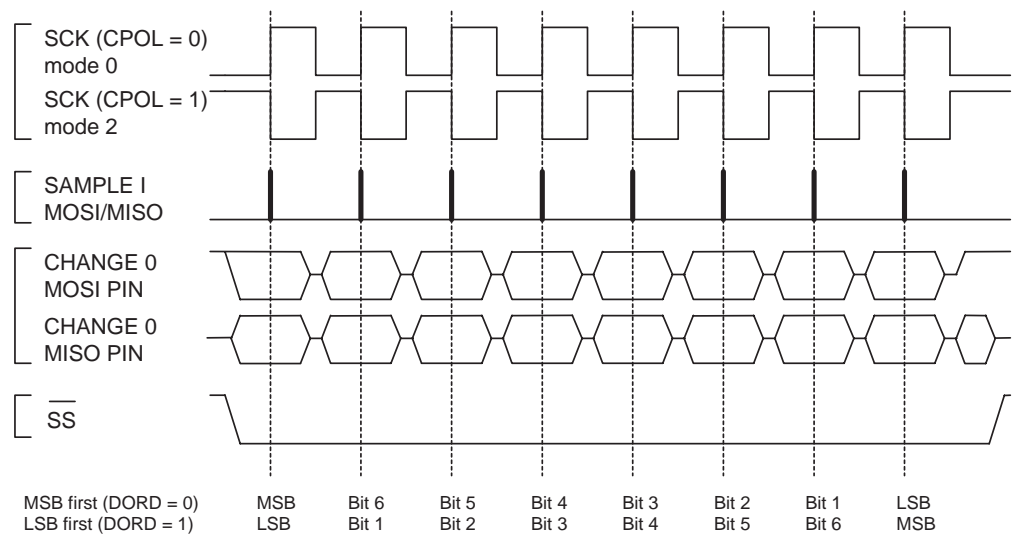 SCK (CPOL = 0)
mode 0
SCK (CPOL = 1)
mode 2
SAMPLE I
MOSI/MISO
CHANGE 0
MOSI PIN
CHANGE 0
MISO PIN
SS
MSB first (DORD = 0) MSB Bit 6 Bit 5 Bit 4 Bit 3 Bit 2 Bit 1 LSB
LSB first (DORD = 1) LSB Bit 1 Bit 2 Bit 3 Bit 4 Bit 5 Bit 6 MSB